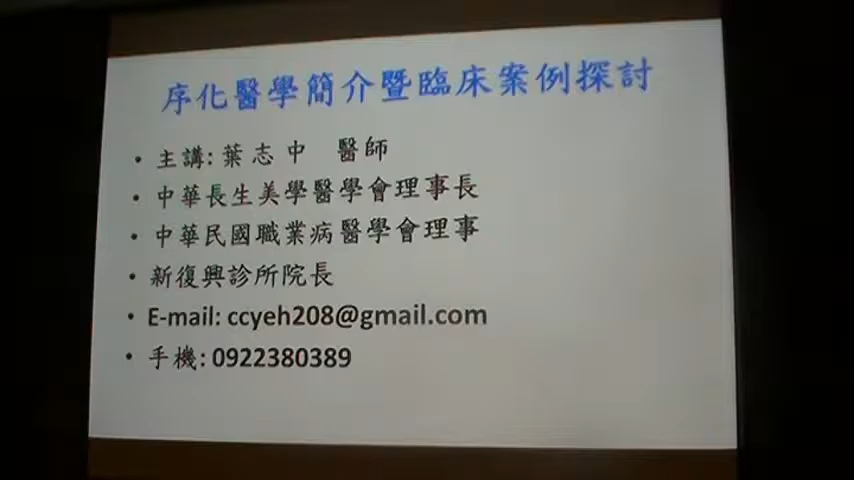 序化醫學簡介暨臨床案例探討
• 主講: 葉志中 醫師
• 中華長生美學醫學會理事長
• 中華民國職業病醫學會理事
• 新復興診所院長
• E-mail: ccyeh208@gmail.com
• 手機: 0922380389